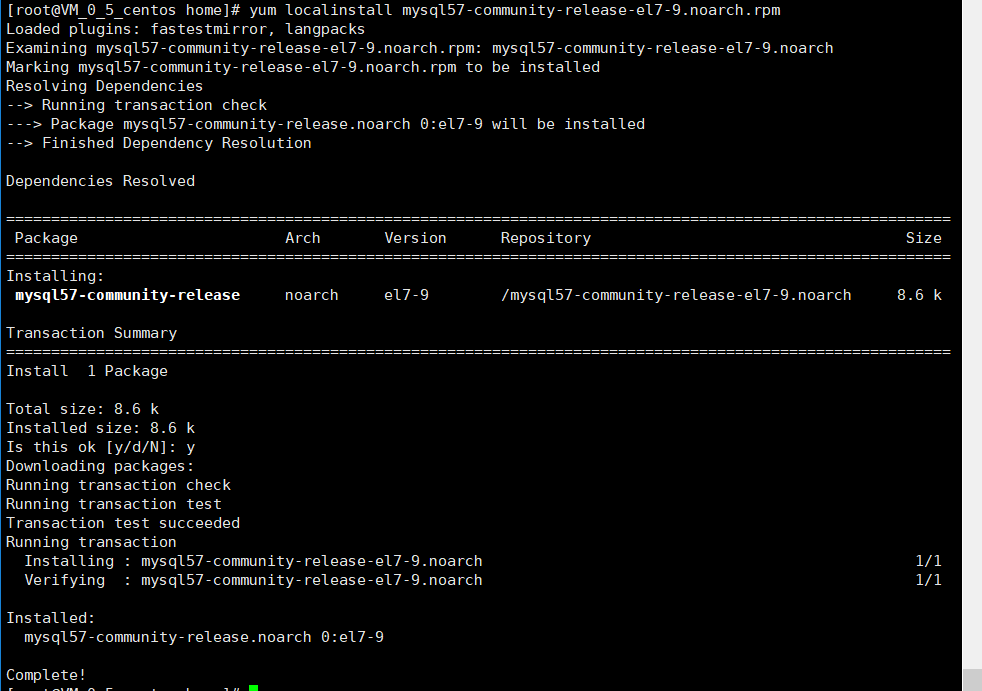 [root@VM_0_5_centos home]# yum localinstall mysql57-community-release-el7-9.noarch.rpm
Loaded plugins: fastestmirror, langpacks
Examining mysql57-community-release-el7-9.noarch.rpm: mysql57-community-release-el7-9.noarch
Marking mysql57-community-release-el7-9.noarch.rpm to be installed
Resolving Dependencies
--> Running transaction check
---> Package mysql57-community-release.noarch 0:el7-9 will be installed
--> Finished Dependency Resolution
Dependencies Resolved
=========================================================================================================
Package Arch Version Repository Size
=========================================================================================================
Installing:
mysql57-community-release noarch el7-9 /mysql57-community-release-el7-9.noarch 8.6 k
Transaction Summary
=========================================================================================================
Install 1 Package
Total size: 8.6 k
Installed size: 8.6 k
Is this ok [y/d/N]: y
Downloading packages:
Running transaction check
Running transaction test
Transaction test succeeded
Running transaction
Installing : mysql57-community-release-el7-9.noarch 1/1
Verifying : mysql57-community-release-el7-9.noarch 1/1
Installed:
mysql57-community-release.noarch 0:el7-9
Complete!